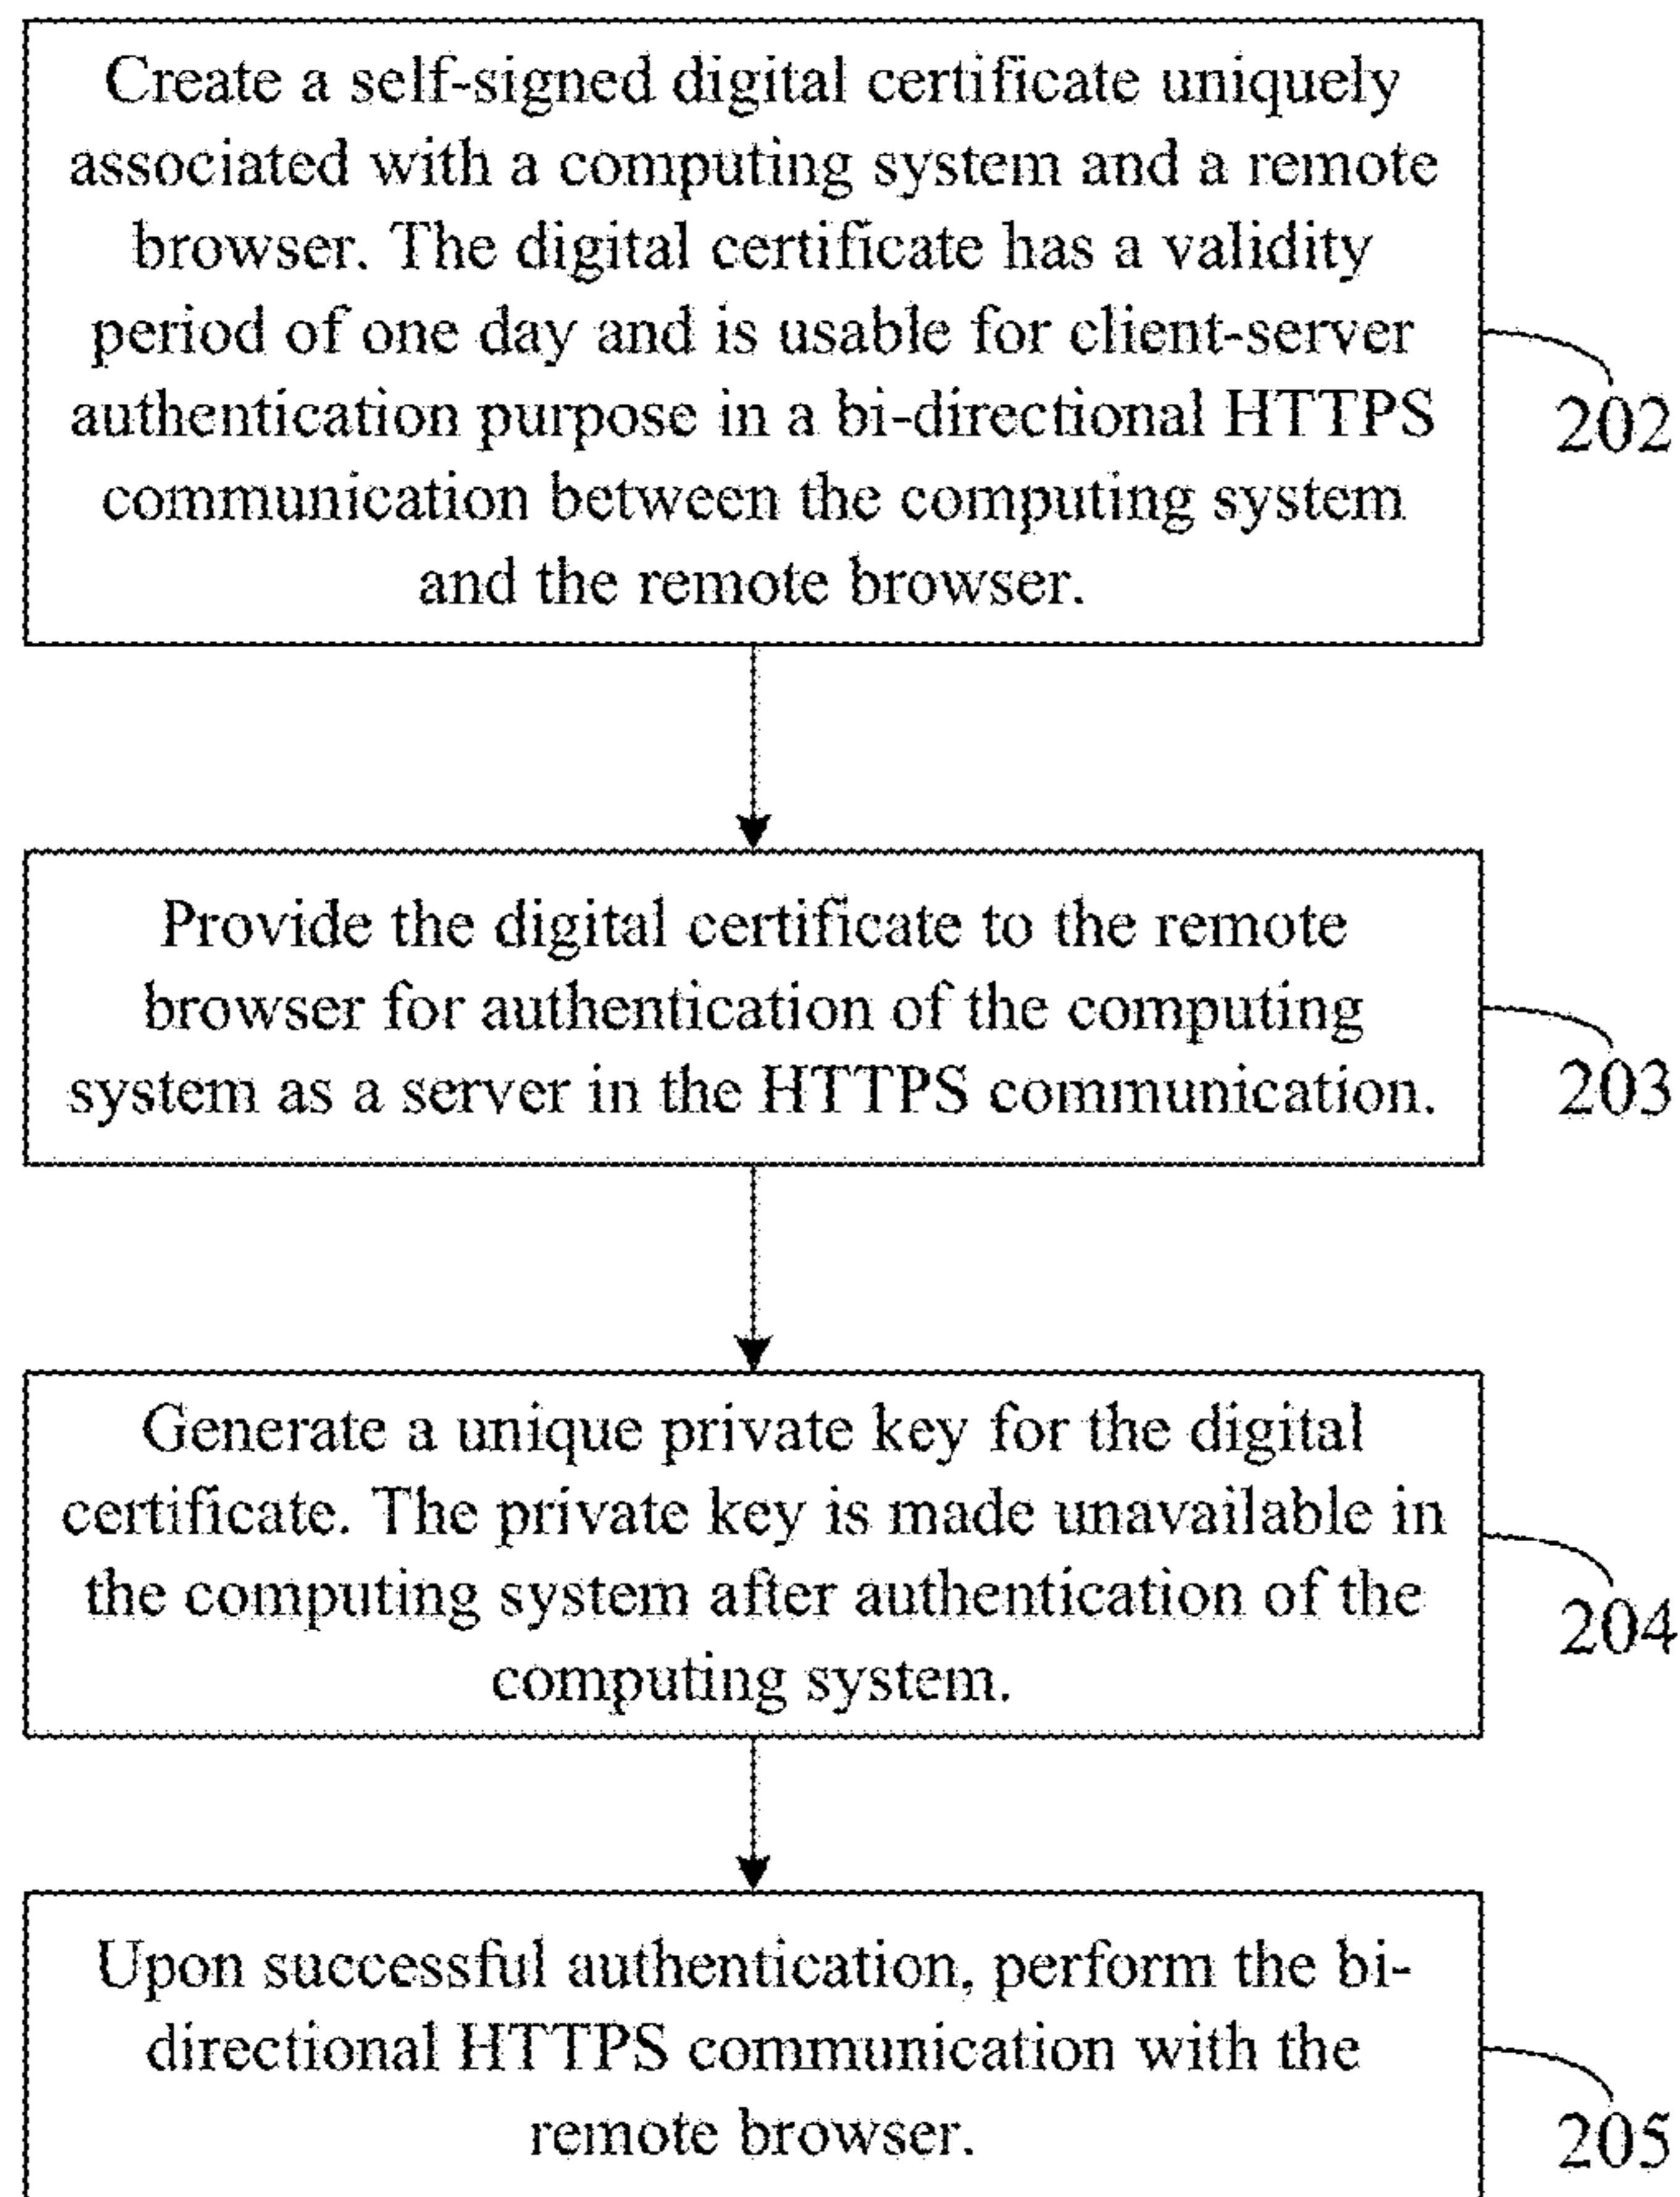 Create a self-signed digital certificate uniquely
associated with a computing system and a remote
browser. The digital certificate has a validity
period of one day and is usable for client-server
authentication purpose in a bi-directional HTTPS
communication between the computing system
and the remote browser.
202
Provide the digital certificate to the remote
browser for authentication of the computing
system as a server in the HTTPS communication.
203
Generate a unique private key for the digital
certificate. The private key is made unavailable in
the computing system after authentication of the
computing system.
204
Upon successful authentication, perform the bi-
directional HTTPS communication with the
remote browser.
205